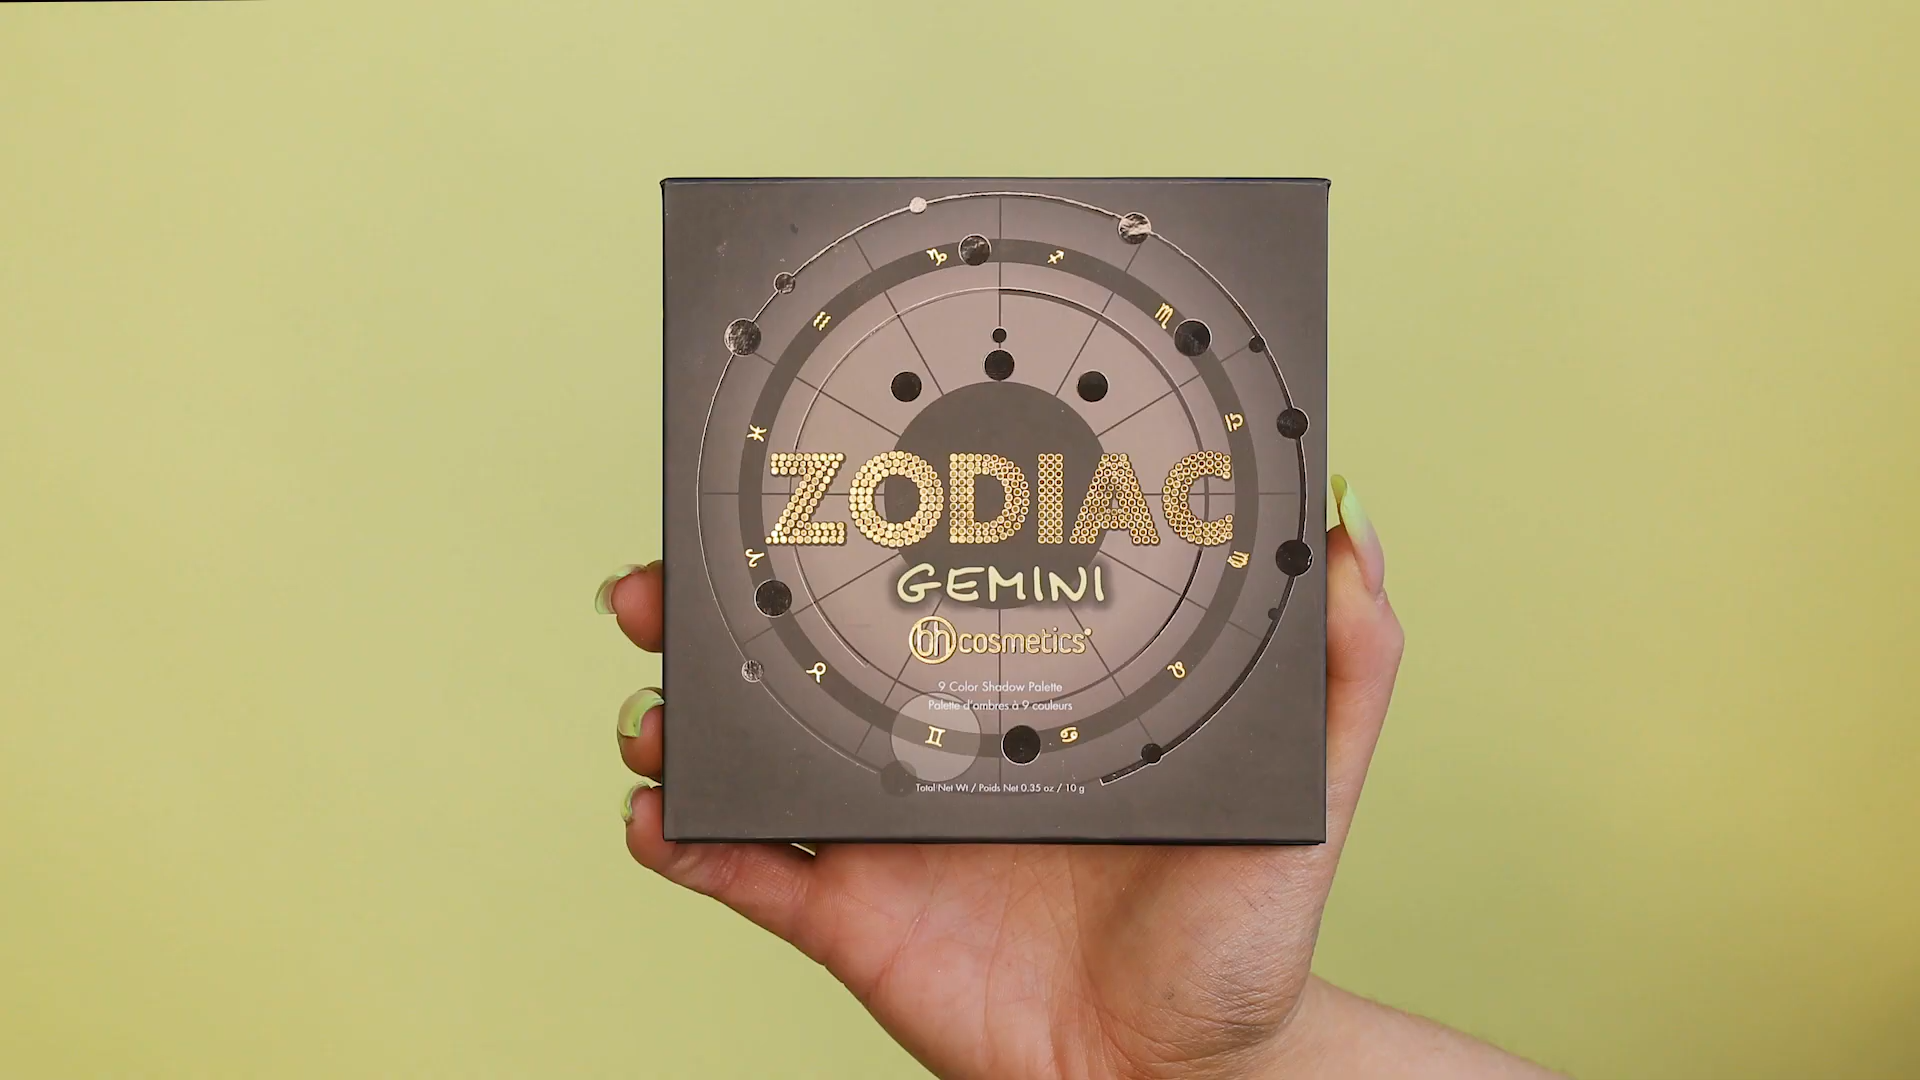 ZODIAC
GEMINI
bh cosmetics
9 Color Shadow Palette
Palette d'ombres à 9 couleurs
Total Net Wt / Poids Net 0.35 oz / 10 g